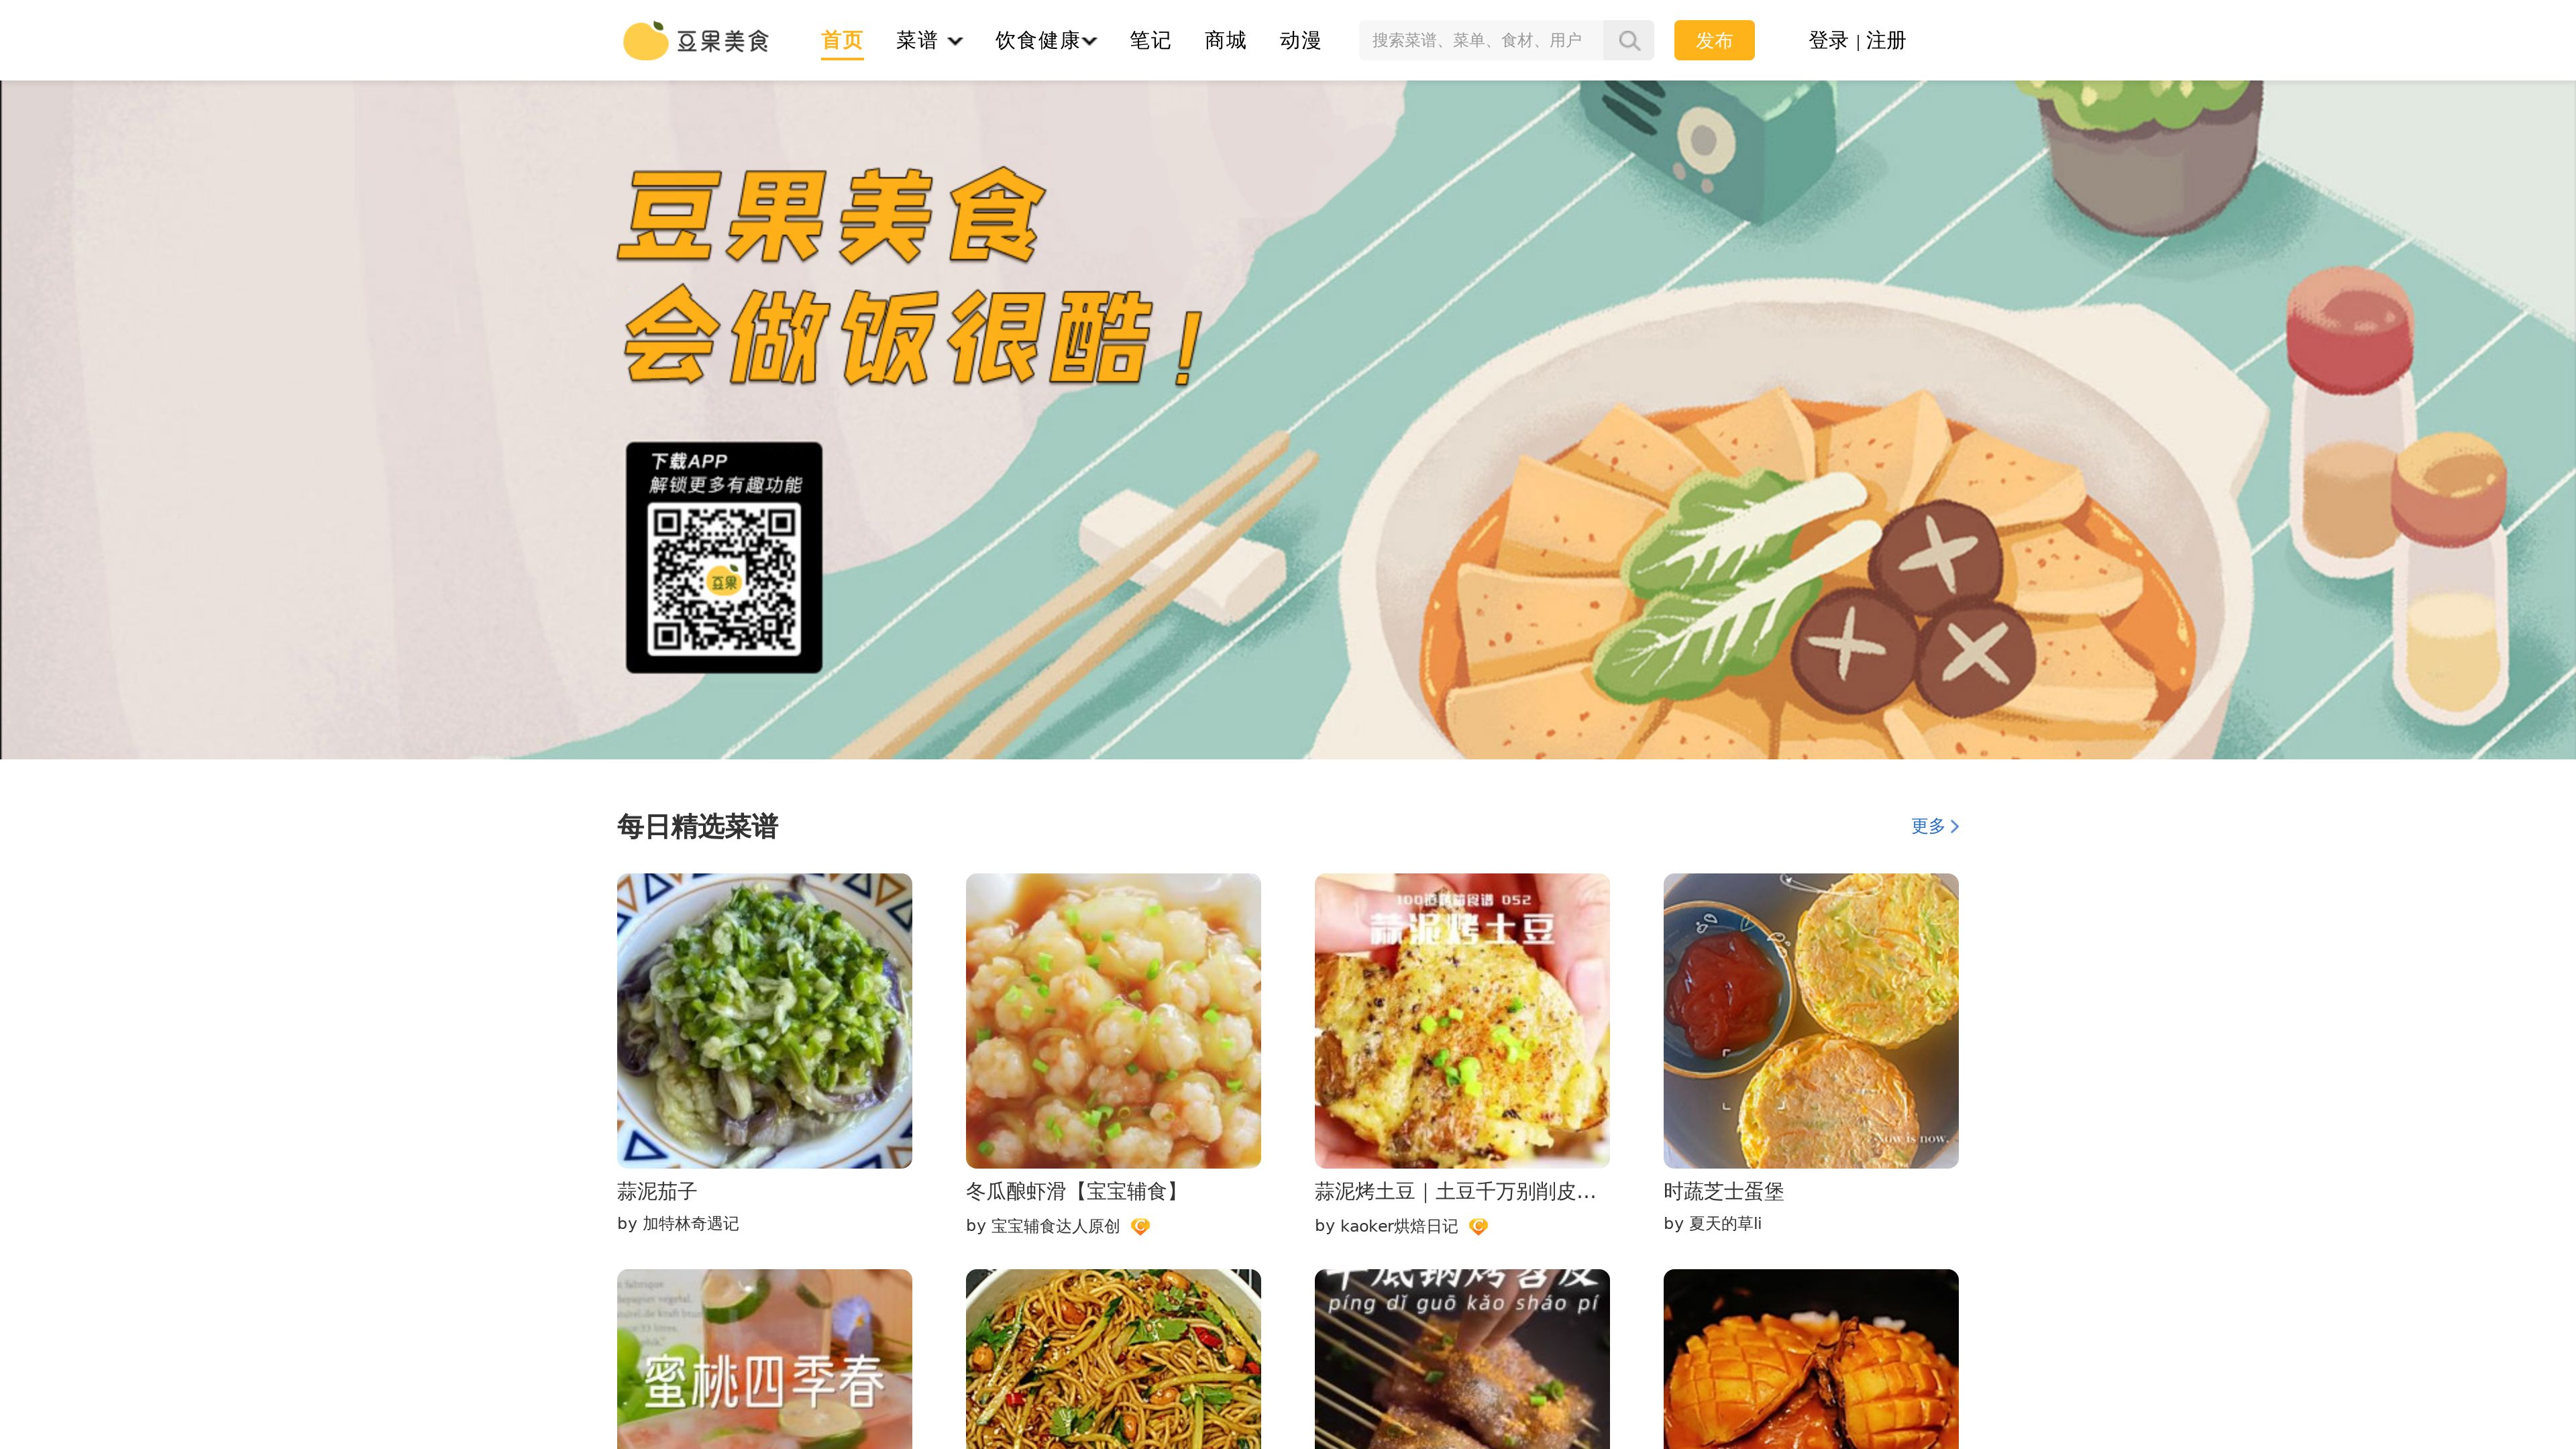 豆果美食
首页
菜谱
饮食健康
笔记
商城
动漫
搜索菜谱、菜单、食材、用户
发布
登录 | 注册
豆果美食
会做饭很酷！
下载APP
解锁更多有趣功能
豆果
每日精选菜谱
更多
100道烤箱食谱 052
蒜泥烤土豆
Now is now.
蒜泥茄子
by 加特林奇遇记
冬瓜酿虾滑【宝宝辅食】
by 宝宝辅食达人原创
蒜泥烤土豆｜土豆千万别削皮...
by kaoker烘焙日记
时蔬芝士蛋堡
by 夏天的草li
蜜桃四季春
平底锅烤苕皮
píng dǐ guō kǎo sháo pí